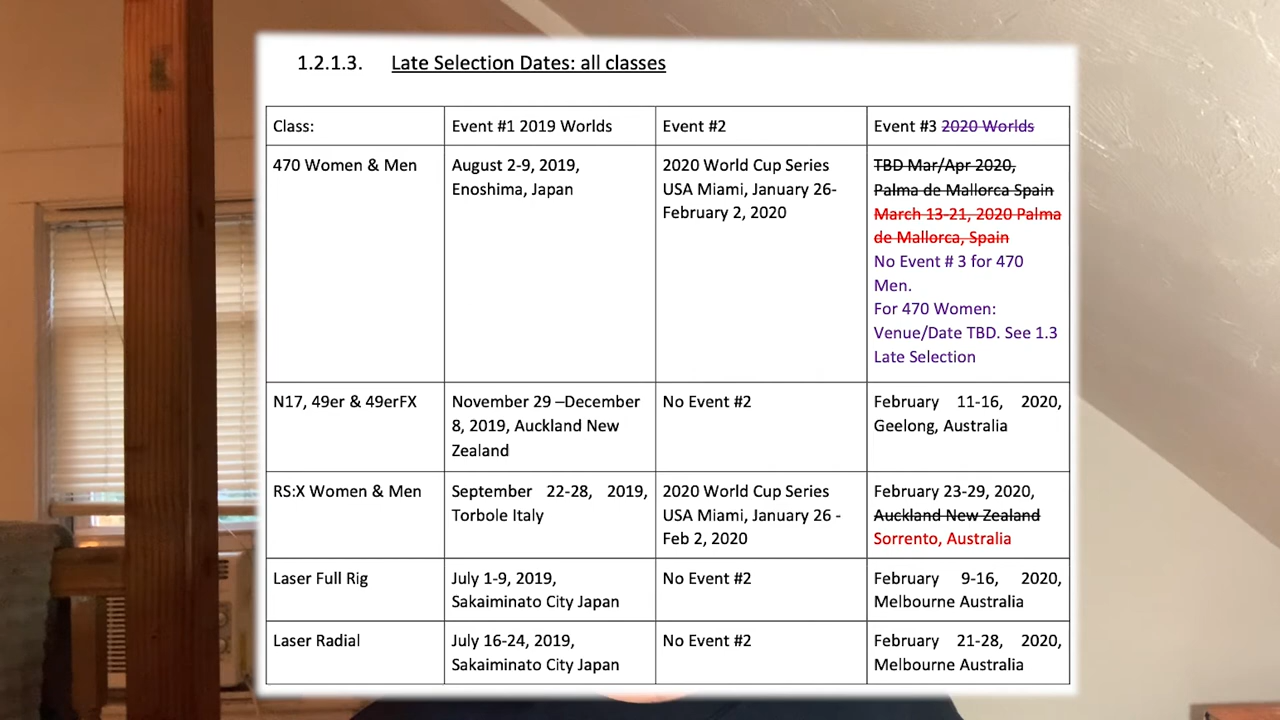 1.2.1.3. Late Selection Dates: all classes
Class:
Event #1 2019 Worlds
Event #2
Event #3 2020 Worlds
470 Women & Men
August 2-9, 2019,
Enoshima, Japan
2020 World Cup Series
USA Miami, January 26-
February 2, 2020
TBD Mar/Apr 2020,
Palma de Mallorca Spain
March 13-21, 2020 Palma
de Mallorca, Spain
No Event # 3 for 470
Men.
For 470 Women:
Venue/Date TBD. See 1.3
Late Selection
N17, 49er & 49erFX
November 29 –December
8, 2019, Auckland New
Zealand
No Event #2
February 11-16, 2020,
Geelong, Australia
RS:X Women & Men
September 22-28, 2019,
Torbole Italy
2020 World Cup Series
USA Miami, January 26 -
Feb 2, 2020
February 23-29, 2020,
Auckland New Zealand
Sorrento, Australia
Laser Full Rig
July 1-9, 2019,
Sakaiminato City Japan
No Event #2
February 9-16, 2020,
Melbourne Australia
Laser Radial
July 16-24, 2019,
Sakaiminato City Japan
No Event #2
February 21-28, 2020,
Melbourne Australia